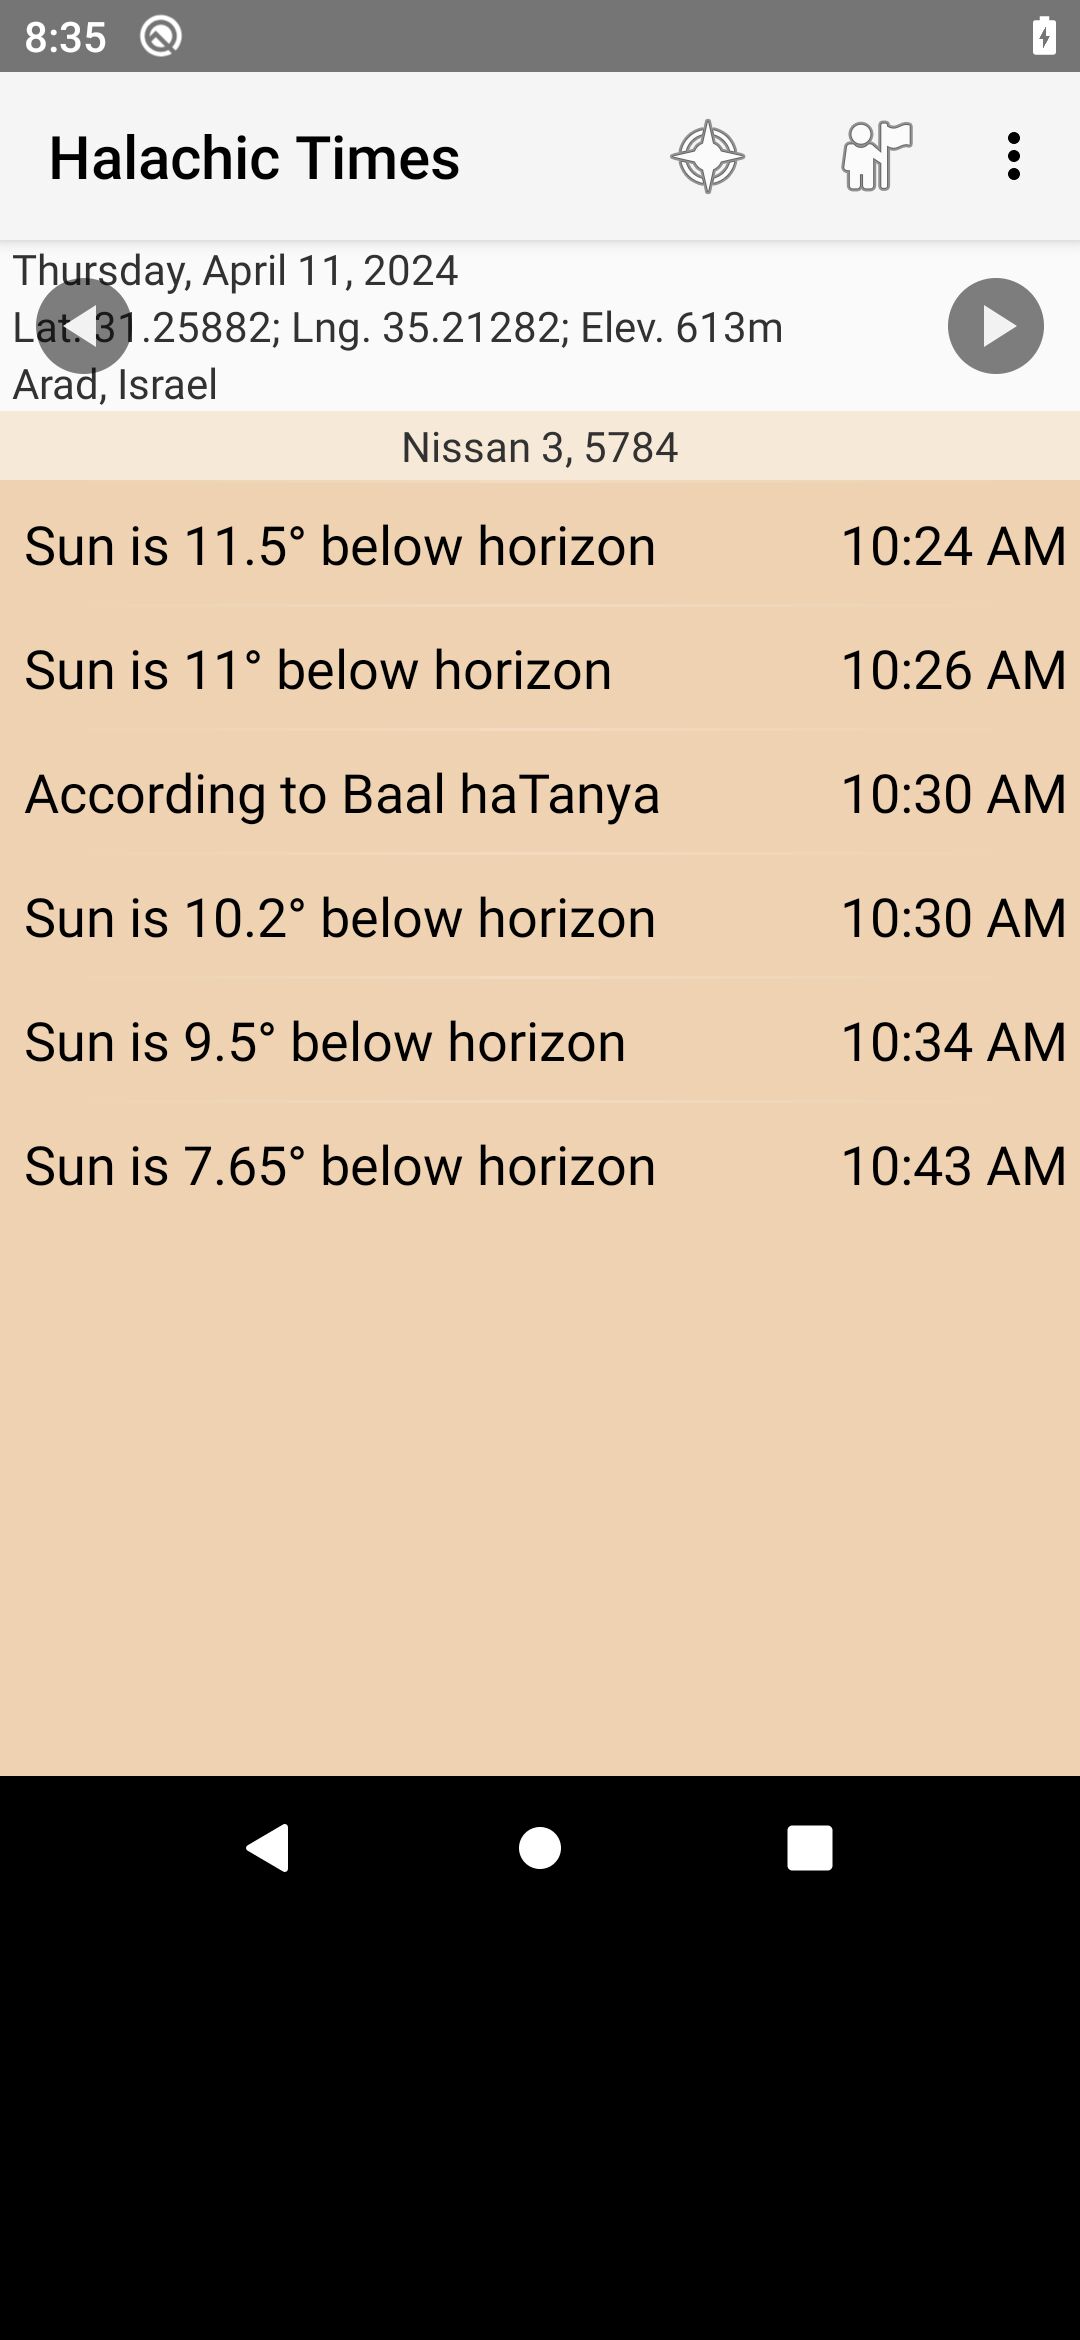 8:35
Halachic Times
Thursday, April 11, 2024
Lat. 31.25882; Lng. 35.21282; Elev. 613m
Arad, Israel
Nissan 3, 5784
Sun is 11.5° below horizon 10:24 AM
Sun is 11° below horizon 10:26 AM
According to Baal haTanya 10:30 AM
Sun is 10.2° below horizon 10:30 AM
Sun is 9.5° below horizon 10:34 AM
Sun is 7.65° below horizon 10:43 AM